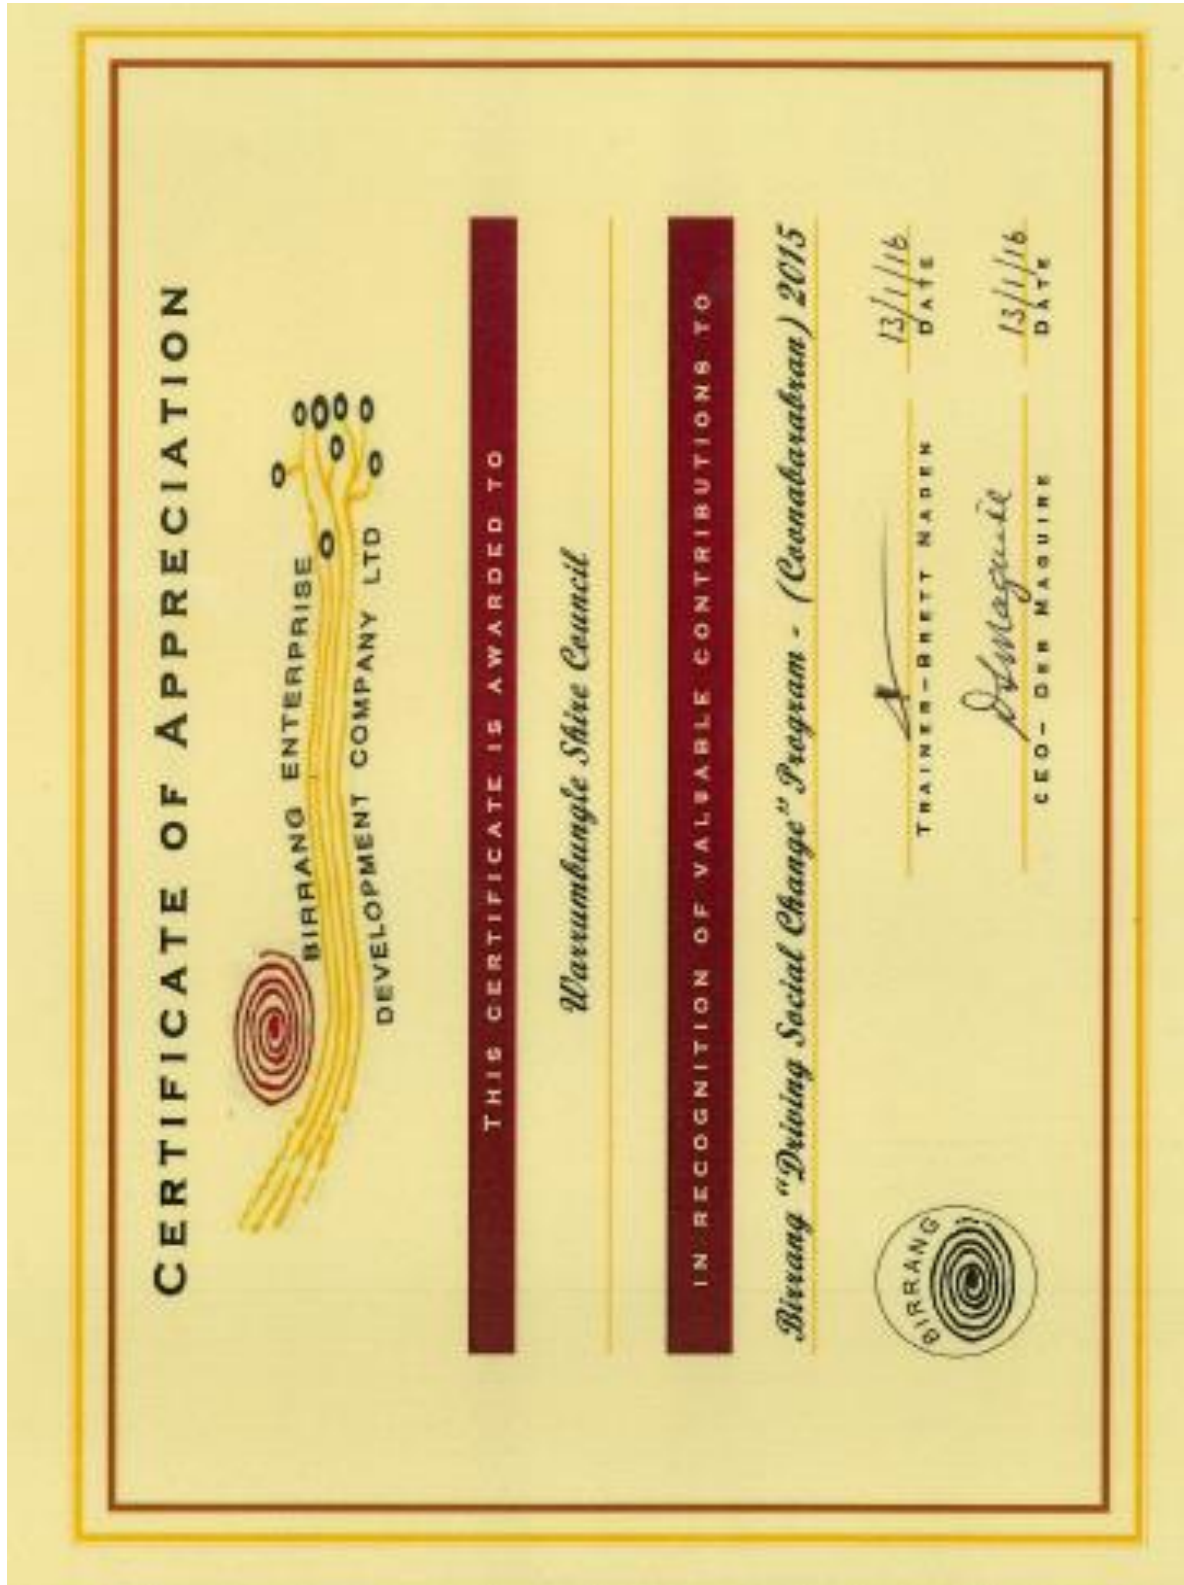 CERTIFICATE OF APPRECIATION
BIRRANG ENTERPRISE
DEVELOPMENT COMPANY LTD
THIS CERTIFICATE IS AWARDED TO
Warrumbungle Shire Council
IN RECOGNITION OF VALUABLE CONTRIBUTIONS TO
Birrang "Driving Social Change" Program - (Coonabarabran) 2015
13/1/16
TRAINER-BRETT NADEN DATE
DSMaguire 13/1/16
CEO- DEB MAGUIRE DATE
BIRRANG